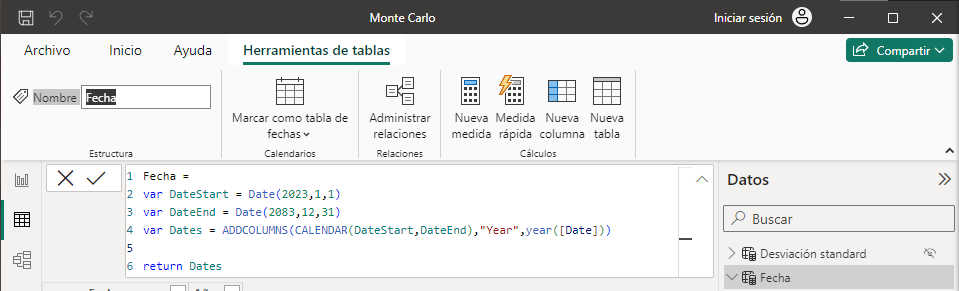 Monte Carlo
Iniciar sesión
Archivo
Inicio
Ayuda
Herramientas de tablas
Compartir
Nombre
Fecha
Marcar como tabla de fechas
Administrar relaciones
Nueva medida
Medida rápida
Nueva columna
Nueva tabla
Estructura
Calendarios
Relaciones
Cálculos
1 Fecha =
2 var DateStart = Date(2023,1,1)
3 var DateEnd = Date(2083,12,31)
4 var Dates = ADDCOLUMNS(CALENDAR(DateStart,DateEnd),"Year",year([Date]))
5
6 return Dates
Datos
Buscar
Desviación standard
Fecha